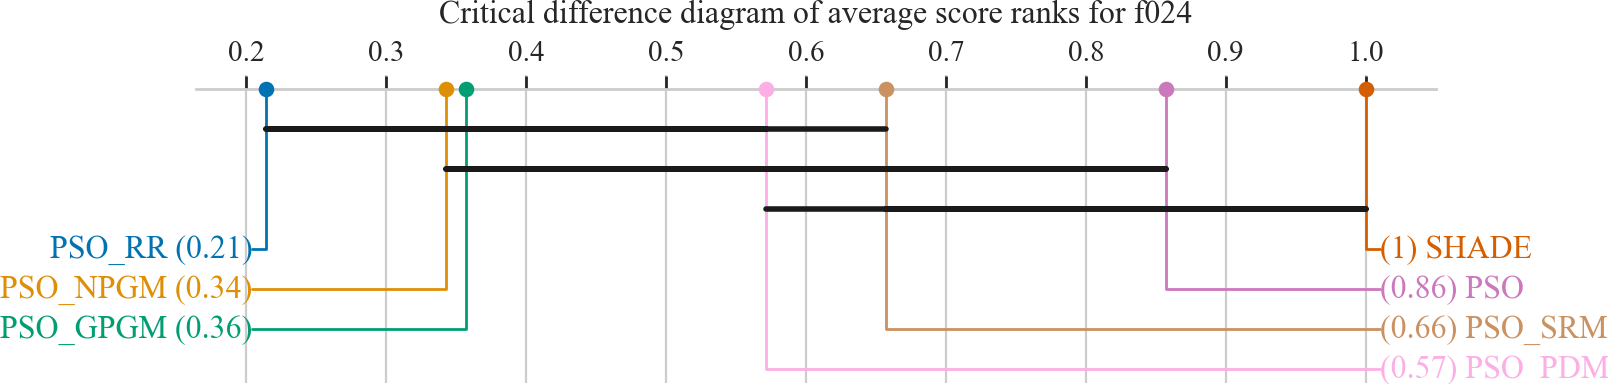 Critical difference diagram of average score ranks for f024
0.2 0.3 0.4 0.5 0.6 0.7 0.8 0.9 1.0
PSO_RR (0.21) (1) SHADE
PSO_NPGM (0.34) (0.86) PSO
PSO_GPGM (0.36) (0.66) PSO_SRM
(0.57) PSO_PDM